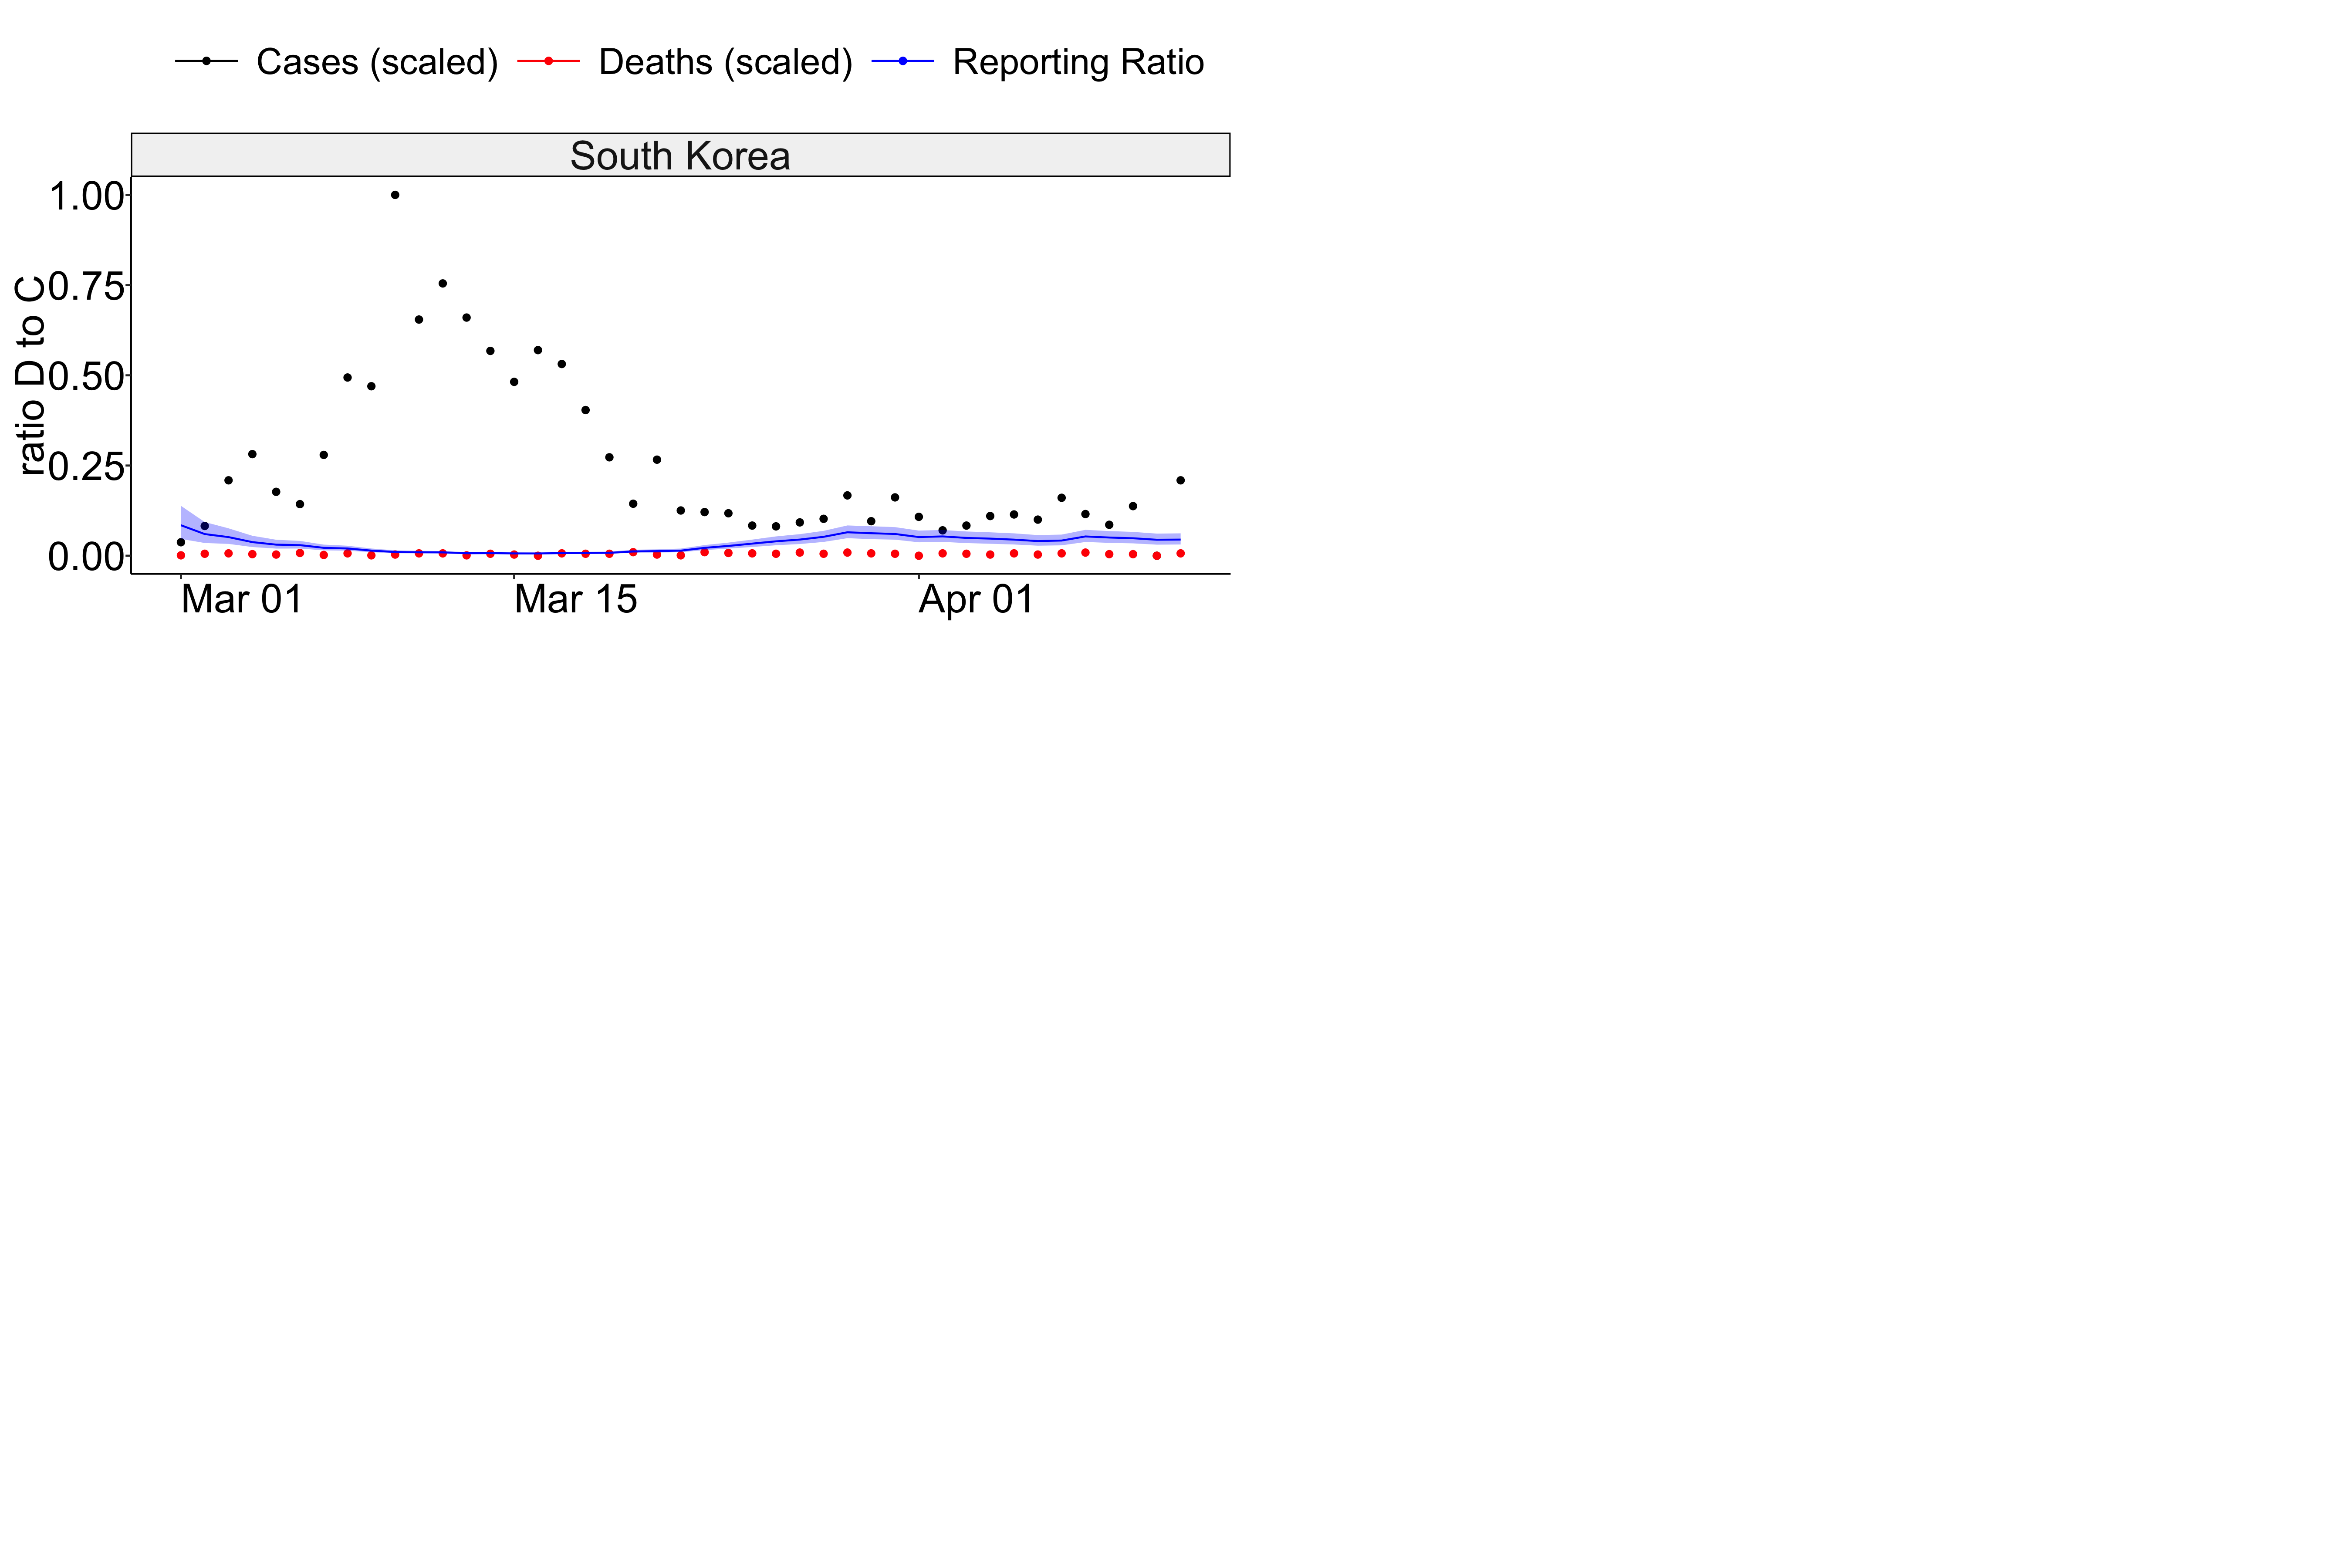 Cases (scaled) Deaths (scaled) Reporting Ratio
South Korea
ratio D to C
1.00
0.75
0.50
0.25
0.00
Mar 01 Mar 15 Apr 01